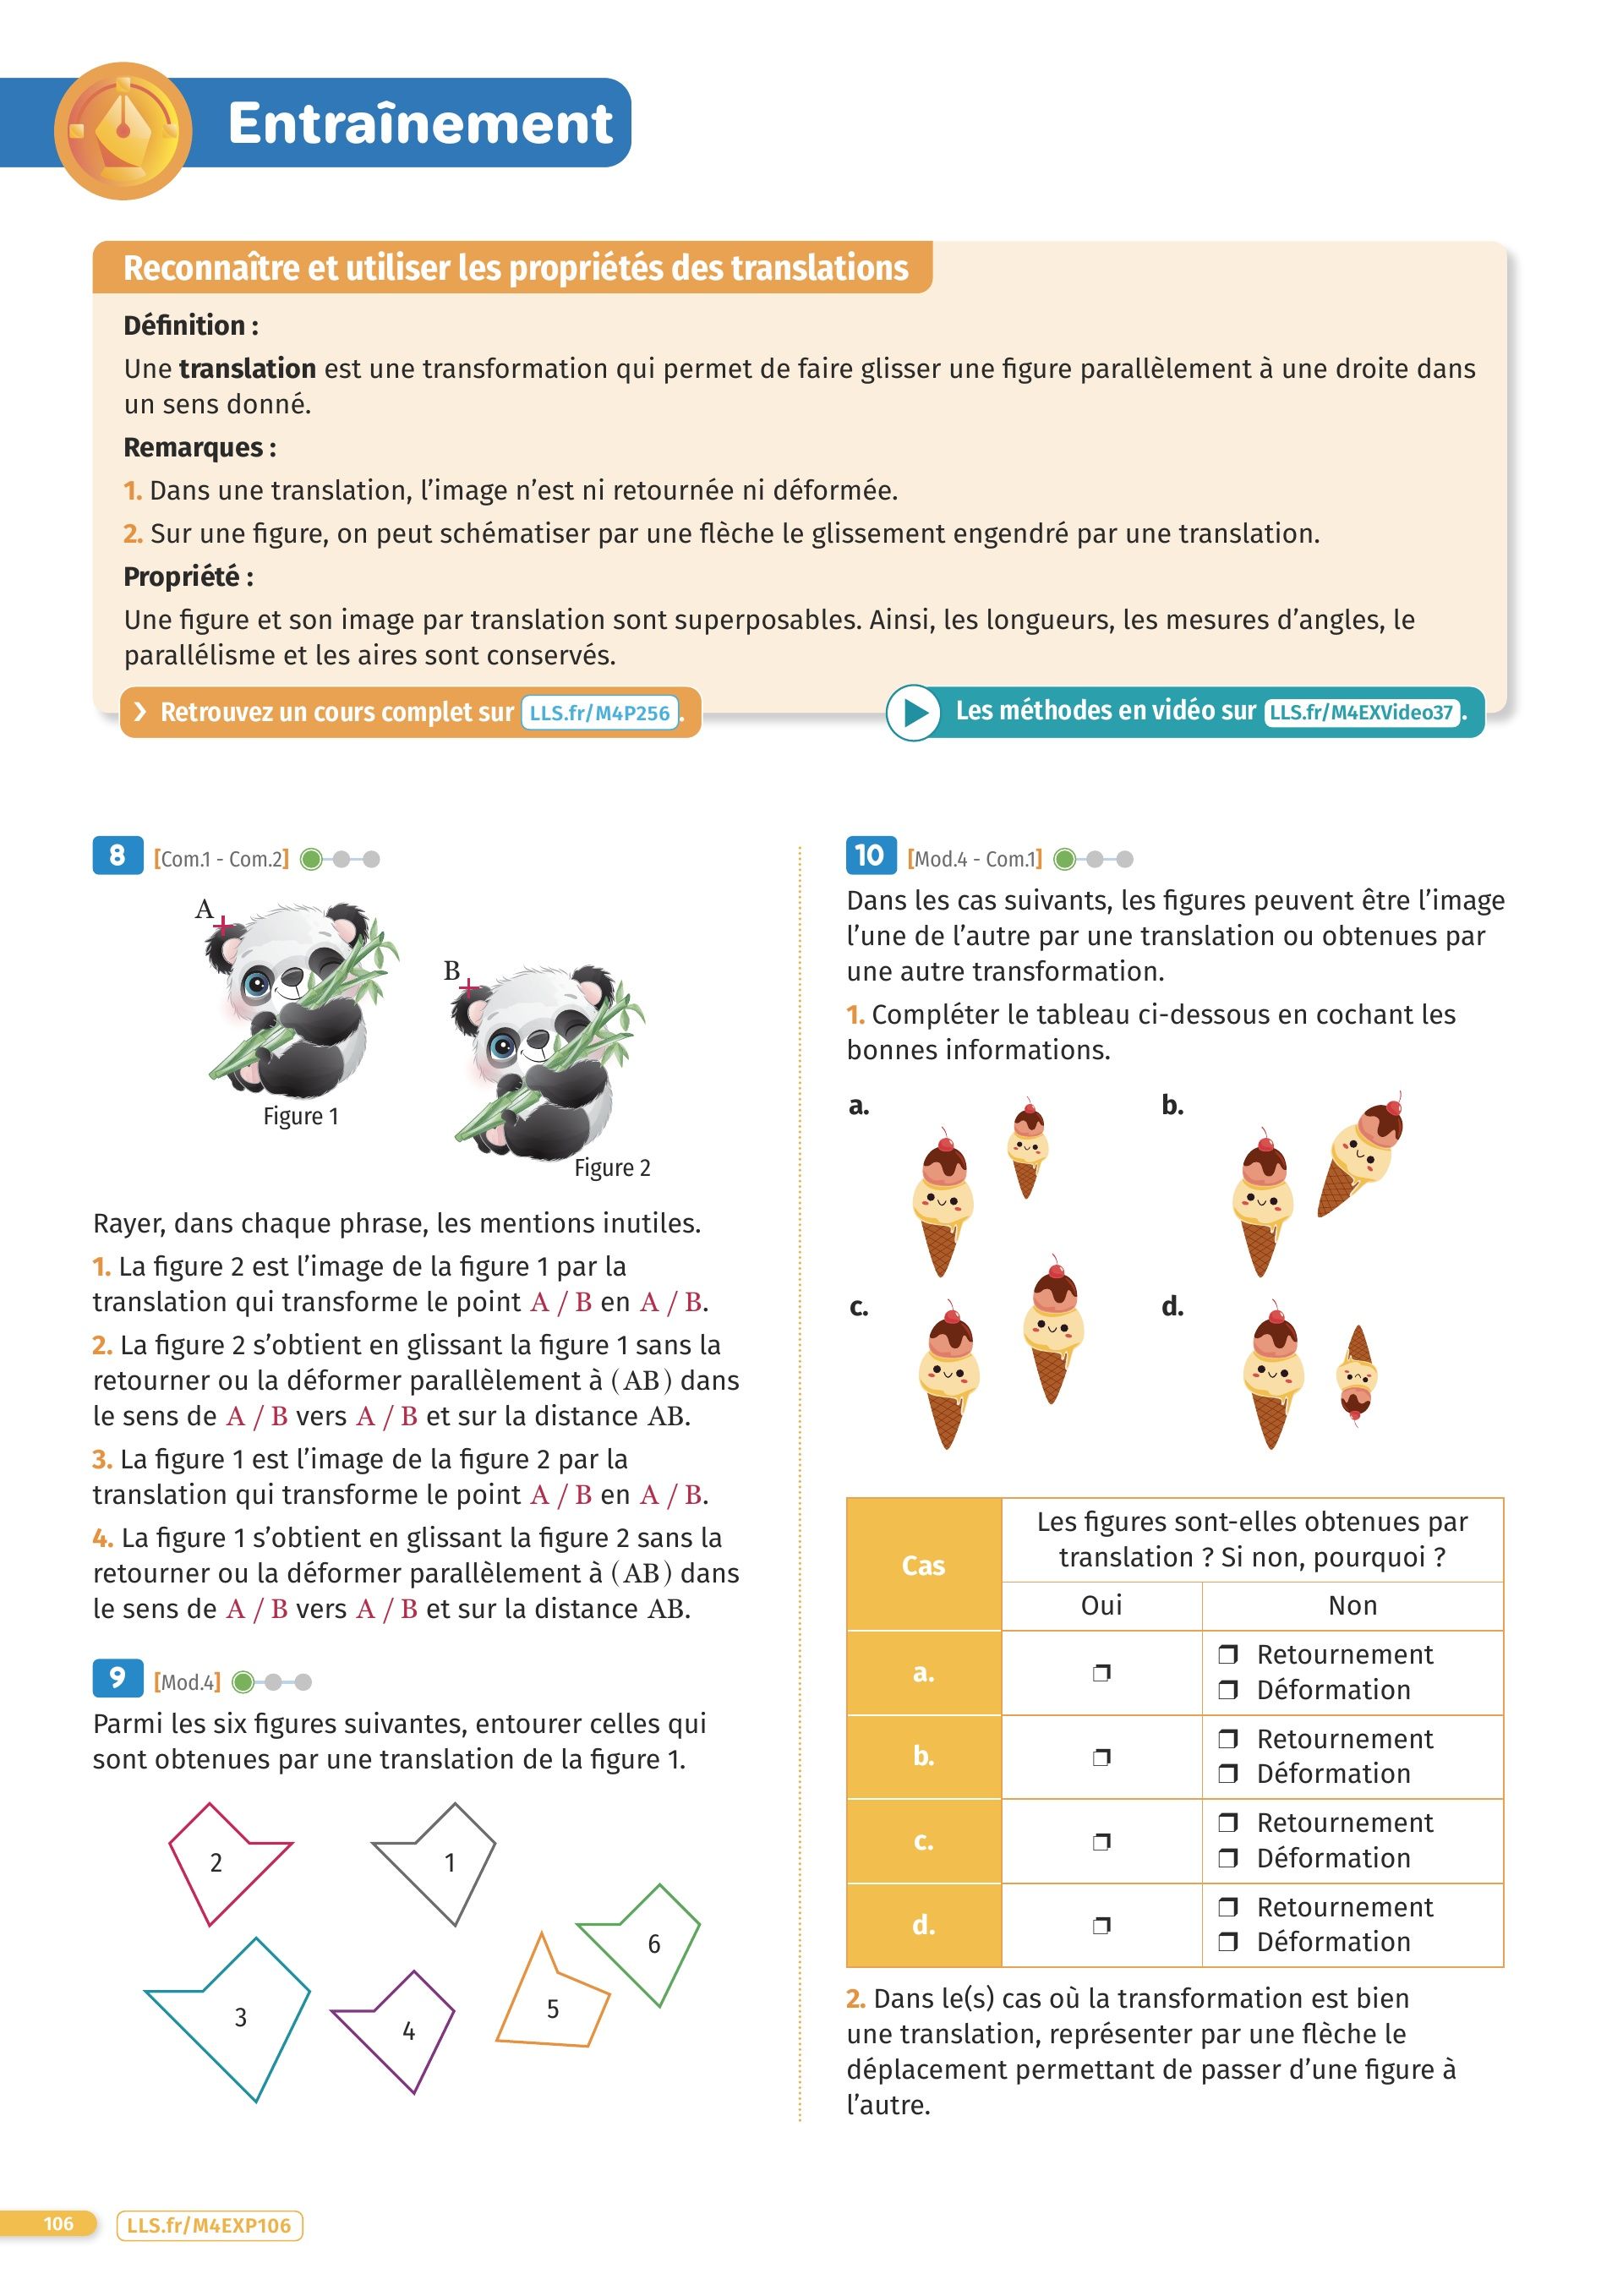 Entraînement
Reconnaître et utiliser les propriétés des translations
Définition :
Une translation est une transformation qui permet de faire glisser une figure parallèlement à une droite dans
un sens donné.
Remarques :
1. Dans une translation, l’image n’est ni retournée ni déformée.
2. Sur une figure, on peut schématiser par une flèche le glissement engendré par une translation.
Propriété :
Une figure et son image par translation sont superposables. Ainsi, les longueurs, les mesures d’angles, le
parallélisme et les aires sont conservés.
› Retrouvez un cours complet sur LLS.fr/M4P256.
Les méthodes en vidéo sur LLS.fr/M4EXVideo37.
8 [Com.1 - Com.2]
A
B
Figure 1
Figure 2
Rayer, dans chaque phrase, les mentions inutiles.
1. La figure 2 est l’image de la figure 1 par la
translation qui transforme le point A / B en A / B.
2. La figure 2 s’obtient en glissant la figure 1 sans la
retourner ou la déformer parallèlement à (AB) dans
le sens de A / B vers A / B et sur la distance AB.
3. La figure 1 est l’image de la figure 2 par la
translation qui transforme le point A / B en A / B.
4. La figure 1 s’obtient en glissant la figure 2 sans la
retourner ou la déformer parallèlement à (AB) dans
le sens de A / B vers A / B et sur la distance AB.
9 [Mod.4]
Parmi les six figures suivantes, entourer celles qui
sont obtenues par une translation de la figure 1.
2
1
6
3
4
5
10 [Mod.4 - Com.1]
Dans les cas suivants, les figures peuvent être l’image
l’une de l’autre par une translation ou obtenues par
une autre transformation.
1. Compléter le tableau ci-dessous en cochant les
bonnes informations.
a.
b.
c.
d.
Cas
Les figures sont-elles obtenues par
translation ? Si non, pourquoi ?
Oui
Non
a.
❐
❐ Retournement
❐ Déformation
b.
❐
❐ Retournement
❐ Déformation
c.
❐
❐ Retournement
❐ Déformation
d.
❐
❐ Retournement
❐ Déformation
2. Dans le(s) cas où la transformation est bien
une translation, représenter par une flèche le
déplacement permettant de passer d’une figure à
l’autre.
106
LLS.fr/M4EXP106